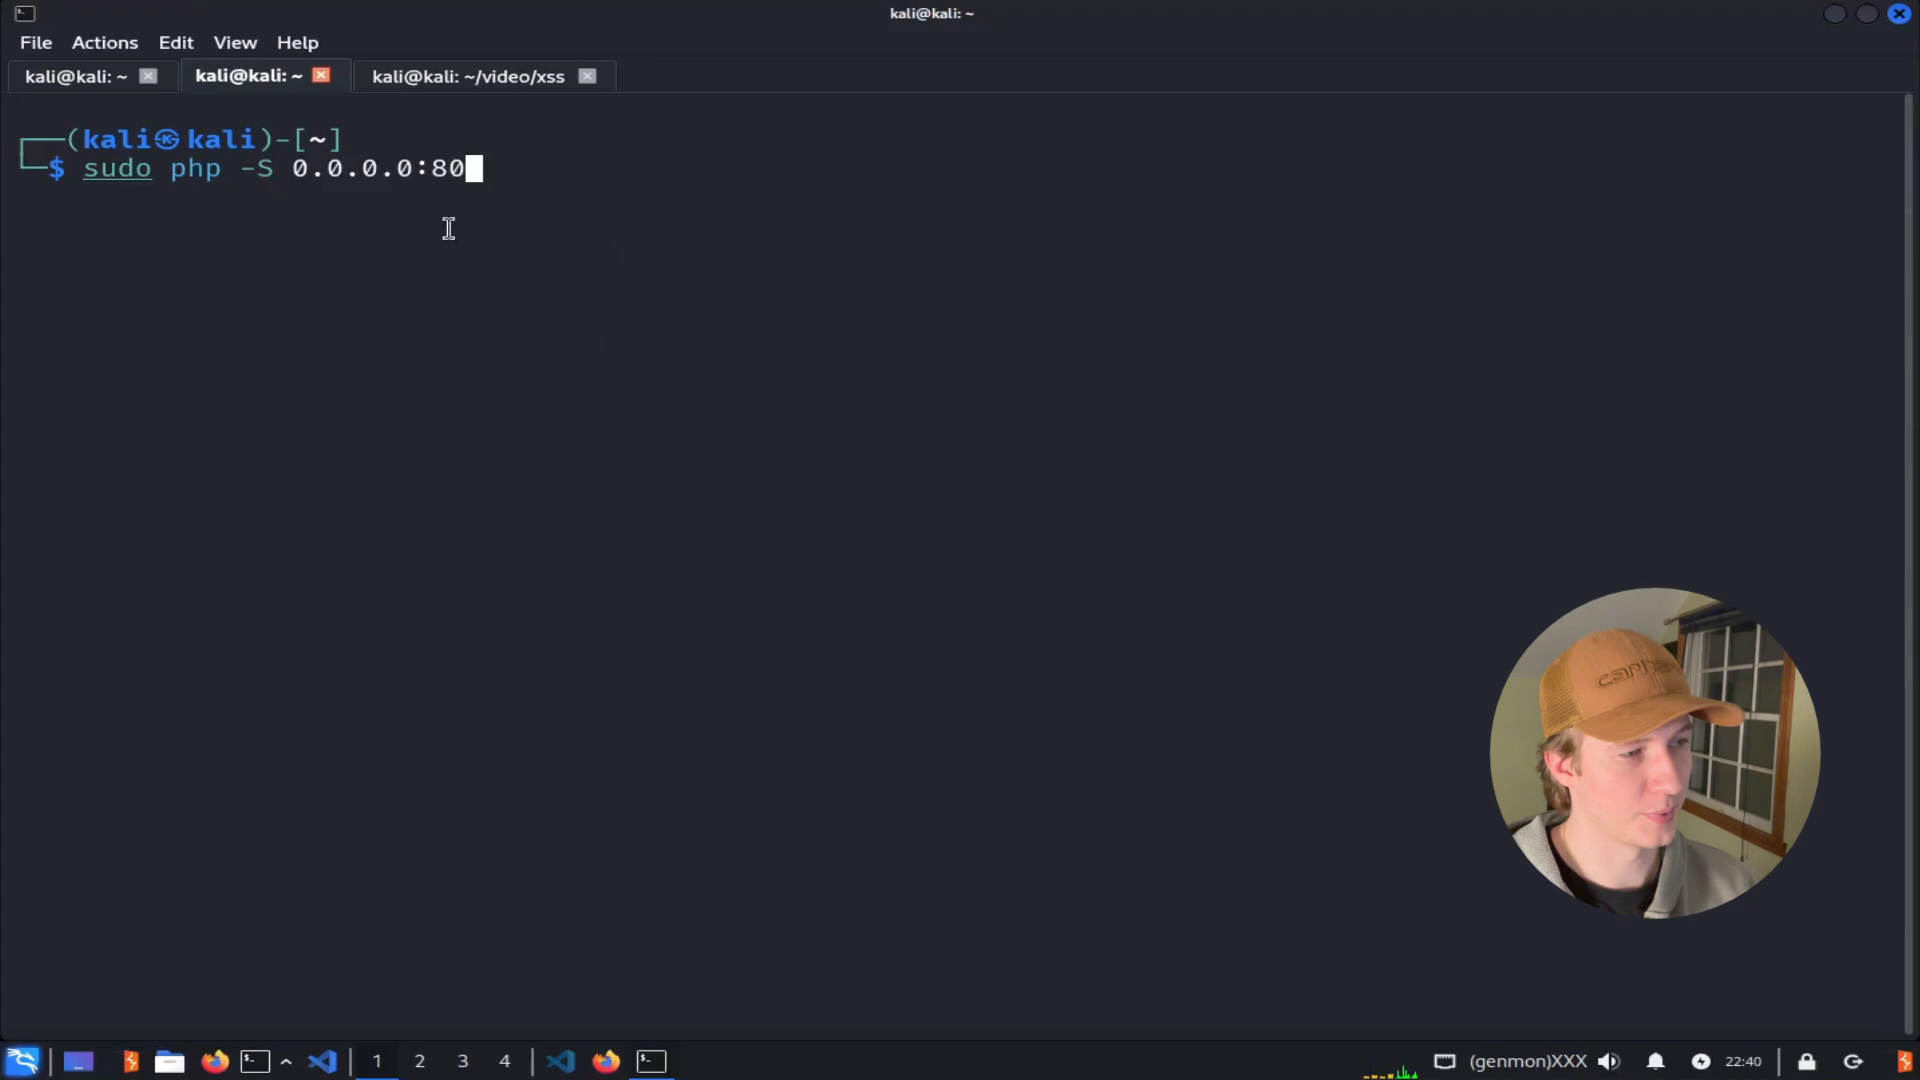 kali@kali: ~
File Actions Edit View Help
kali@kali: ~ kali@kali: ~ kali@kali: ~/video/xss
(kali㉿kali)-[~]
$ sudo php -S 0.0.0.0:80
1 2 3 4 (genmon)XXX 22:40